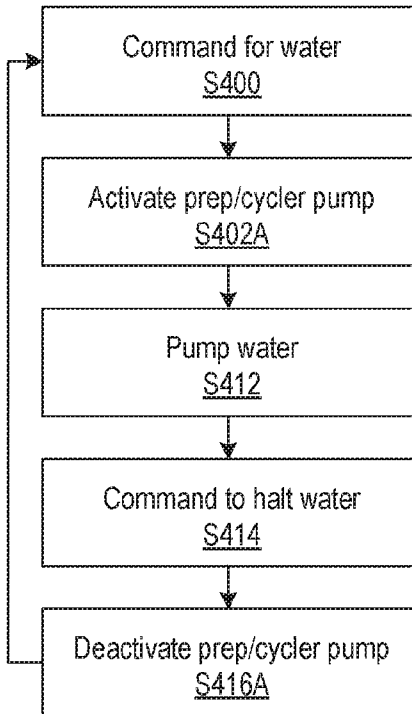 Command for water
S400
Activate prep/cycler pump
S402A
Pump water
S412
Command to halt water
S414
Deactivate prep/cycler pump
S416A